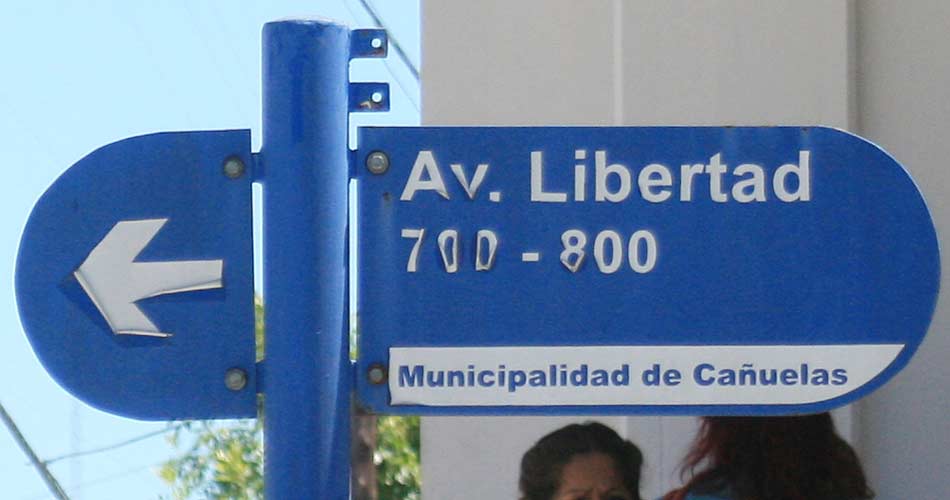 Av. Libertad
700 - 800
Municipalidad de Cañuelas